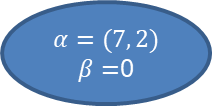 α = (7, 2)
β =0